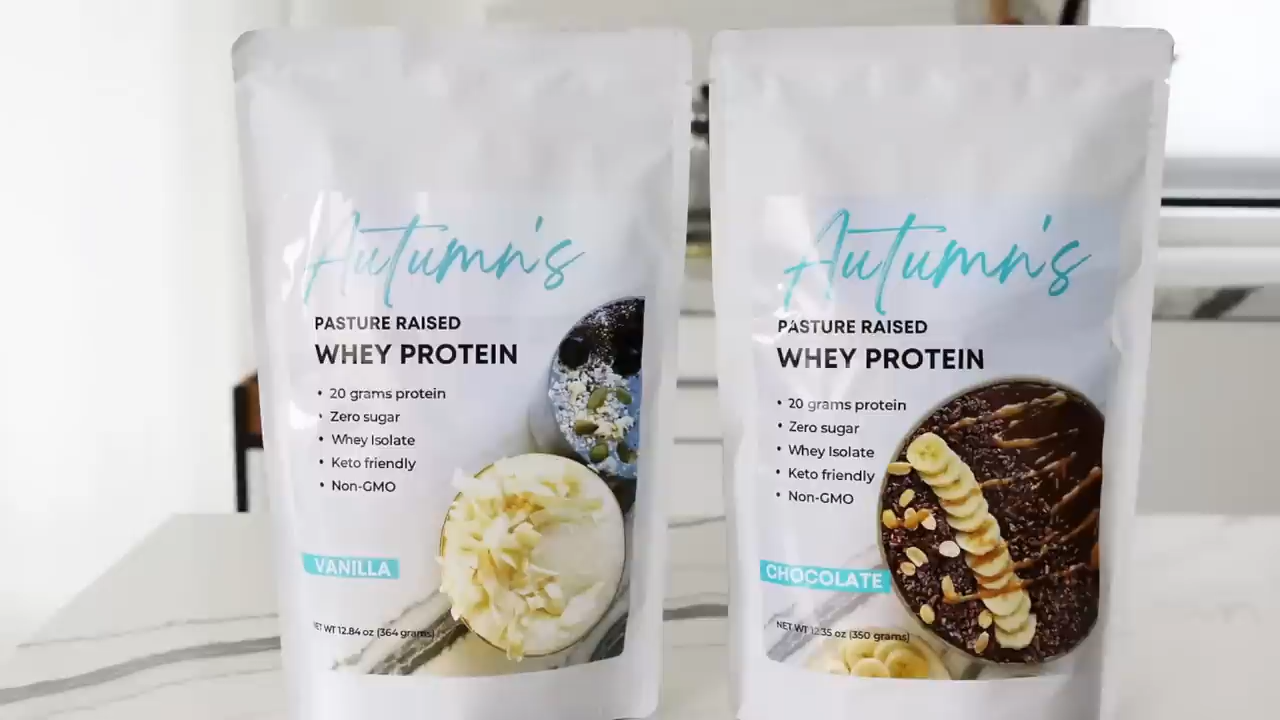 Autumn's
PASTURE RAISED
WHEY PROTEIN
• 20 grams protein
• Zero sugar
• Whey Isolate
• Keto friendly
• Non-GMO
VANILLA
NET WT 12.84 oz (364 grams)
Autumn's
PASTURE RAISED
WHEY PROTEIN
• 20 grams protein
• Zero sugar
• Whey Isolate
• Keto friendly
• Non-GMO
CHOCOLATE
NET WT 12.35 oz (350 grams)